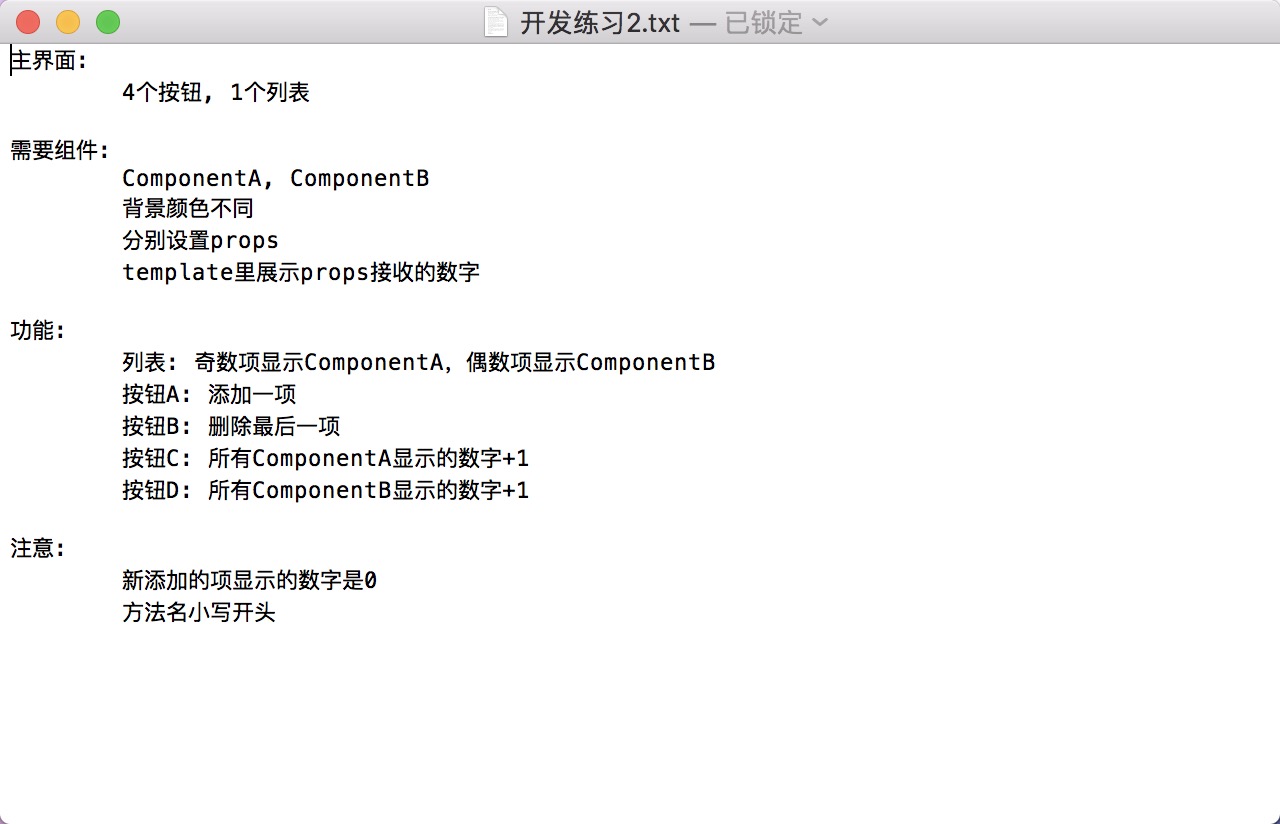 开发练习2.txt — 已锁定
主界面:
4个按钮, 1个列表
需要组件:
ComponentA, ComponentB
背景颜色不同
分别设置props
template里展示props接收的数字
功能:
列表: 奇数项显示ComponentA，偶数项显示ComponentB
按钮A: 添加一项
按钮B: 删除最后一项
按钮C: 所有ComponentA显示的数字+1
按钮D: 所有ComponentB显示的数字+1
注意:
新添加的项显示的数字是0
方法名小写开头